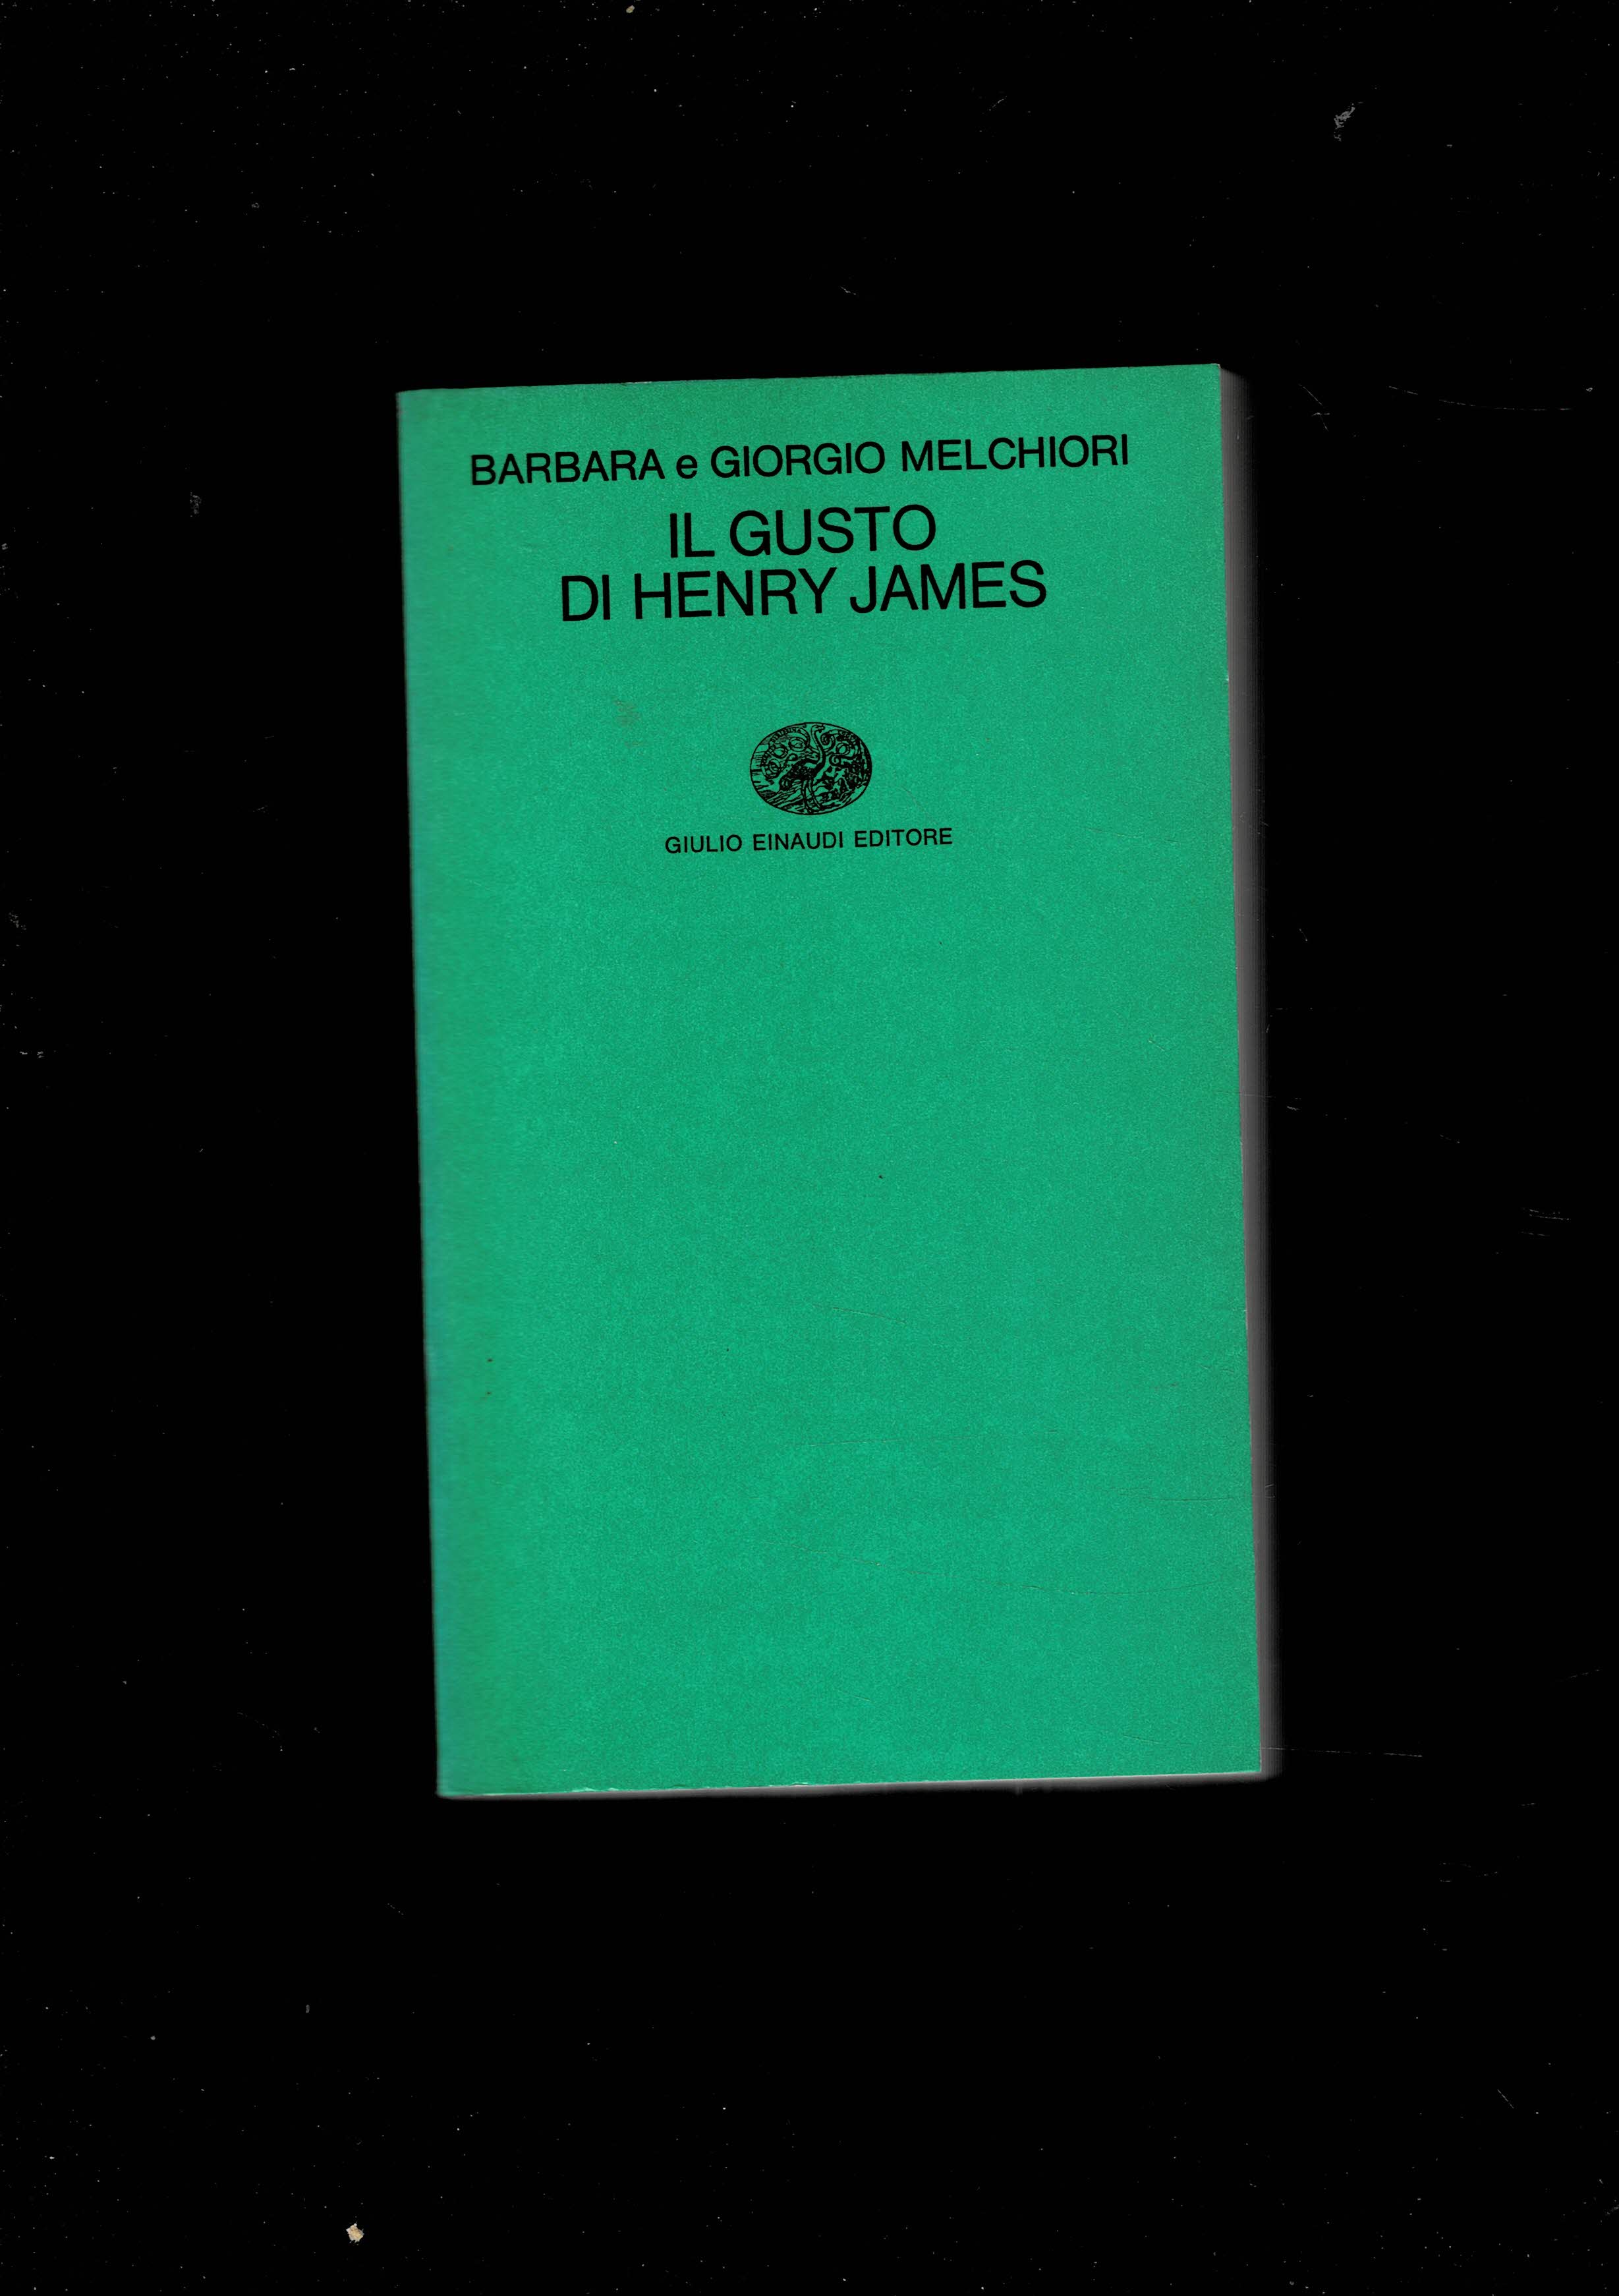 BARBARA e GIORGIO MELCHIORI
IL GUSTO
DI HENRY JAMES
GIULIO EINAUDI EDITORE